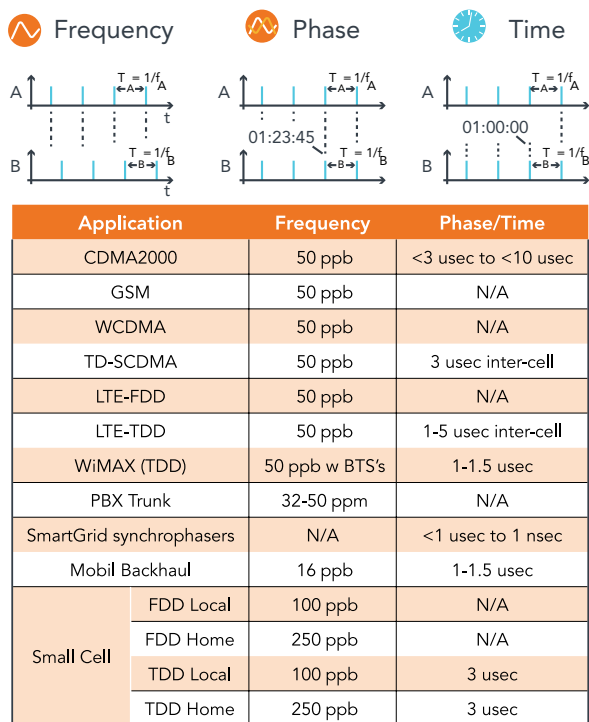 Frequency Phase Time
T = 1/fA T = 1/fA T = 1/fA
A A A A A A
t
01:23:45 01:00:00
T = 1/fB T = 1/fB T = 1/fB
B B B B B B
t
Application Frequency Phase/Time
CDMA2000 50 ppb <3 usec to <10 usec
GSM 50 ppb N/A
WCDMA 50 ppb N/A
TD-SCDMA 50 ppb 3 usec inter-cell
LTE-FDD 50 ppb N/A
LTE-TDD 50 ppb 1-5 usec inter-cell
WiMAX (TDD) 50 ppb w BTS's 1-1.5 usec
PBX Trunk 32-50 ppm N/A
SmartGrid synchrophasers N/A <1 usec to 1 nsec
Mobil Backhaul 16 ppb 1-1.5 usec
Small Cell
FDD Local 100 ppb N/A
FDD Home 250 ppb N/A
TDD Local 100 ppb 3 usec
TDD Home 250 ppb 3 usec